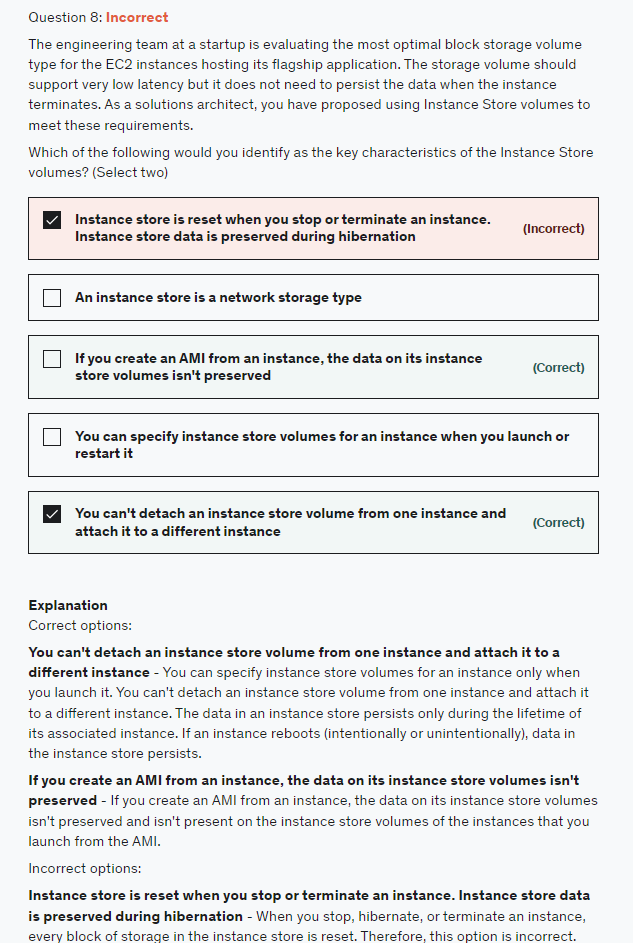 Question 8: Incorrect
The engineering team at a startup is evaluating the most optimal block storage volume
type for the EC2 instances hosting its flagship application. The storage volume should
support very low latency but it does not need to persist the data when the instance
terminates. As a solutions architect, you have proposed using Instance Store volumes to
meet these requirements.
Which of the following would you identify as the key characteristics of the Instance Store
volumes? (Select two)
Instance store is reset when you stop or terminate an instance.
Instance store data is preserved during hibernation
(Incorrect)
An instance store is a network storage type
If you create an AMI from an instance, the data on its instance
store volumes isn't preserved
(Correct)
You can specify instance store volumes for an instance when you launch or
restart it
You can't detach an instance store volume from one instance and
attach it to a different instance
(Correct)
Explanation
Correct options:
You can't detach an instance store volume from one instance and attach it to a
different instance - You can specify instance store volumes for an instance only when
you launch it. You can't detach an instance store volume from one instance and attach it
to a different instance. The data in an instance store persists only during the lifetime of
its associated instance. If an instance reboots (intentionally or unintentionally), data in
the instance store persists.
If you create an AMI from an instance, the data on its instance store volumes isn't
preserved - If you create an AMI from an instance, the data on its instance store volumes
isn't preserved and isn't present on the instance store volumes of the instances that you
launch from the AMI.
Incorrect options:
Instance store is reset when you stop or terminate an instance. Instance store data
is preserved during hibernation - When you stop, hibernate, or terminate an instance,
every block of storage in the instance store is reset. Therefore, this option is incorrect.